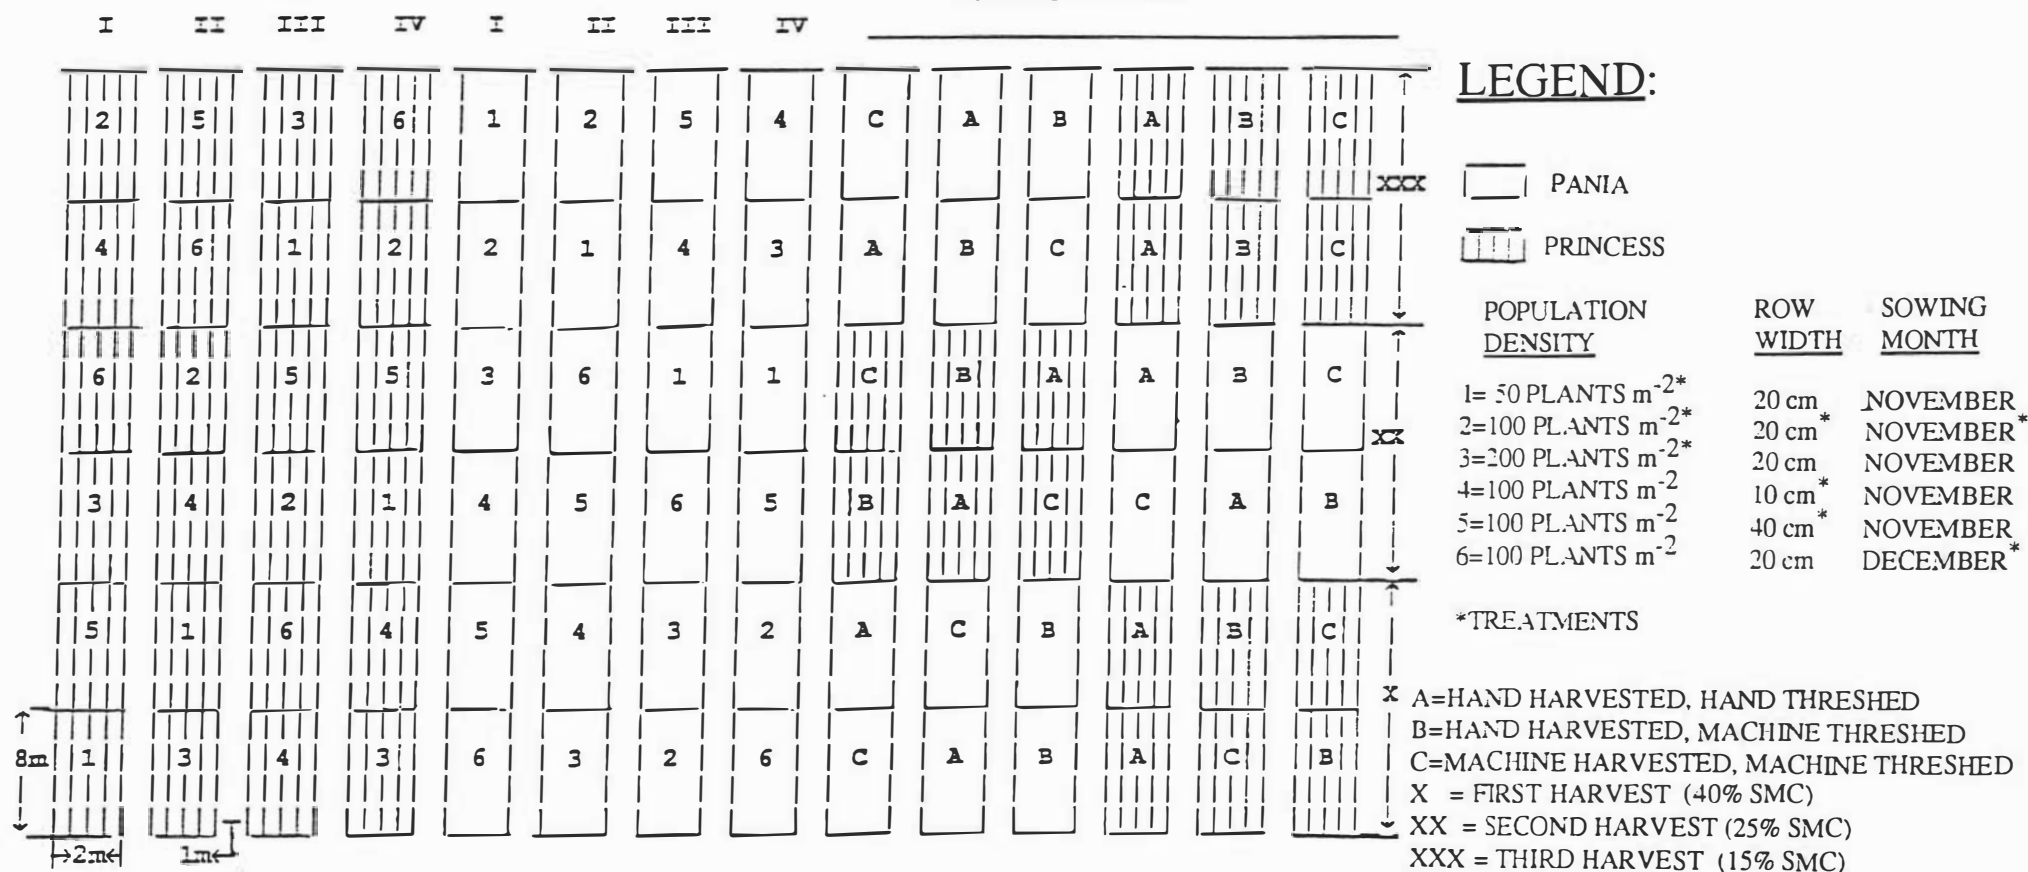 I II III IV I II III IV
2 5 3 6 1 2 5 4 C A B A B C
XXX
4 6 1 2 2 1 4 3 A B C A B C
6 2 5 5 3 6 1 1 C B A A B C
XX
3 4 2 1 4 5 6 5 B A C C A B
5 1 6 4 5 4 3 2 A C B A B C
X
8m 1 3 4 3 6 3 2 6 C A B A C B
2m 1m
LEGEND:
PANIA
PRINCESS
POPULATION ROW SOWING
DENSITY WIDTH MONTH
1= 50 PLANTS m-2* 20 cm NOVEMBER
2=100 PLANTS m-2* 20 cm* NOVEMBER*
3=200 PLANTS m-2* 20 cm NOVEMBER
4=100 PLANTS m-2 10 cm* NOVEMBER
5=100 PLANTS m-2 40 cm* NOVEMBER
6=100 PLANTS m-2 20 cm DECEMBER*
*TREATMENTS
A=HAND HARVESTED, HAND THRESHED
B=HAND HARVESTED, MACHINE THRESHED
C=MACHINE HARVESTED, MACHINE THRESHED
X = FIRST HARVEST (40% SMC)
XX = SECOND HARVEST (25% SMC)
XXX = THIRD HARVEST (15% SMC)